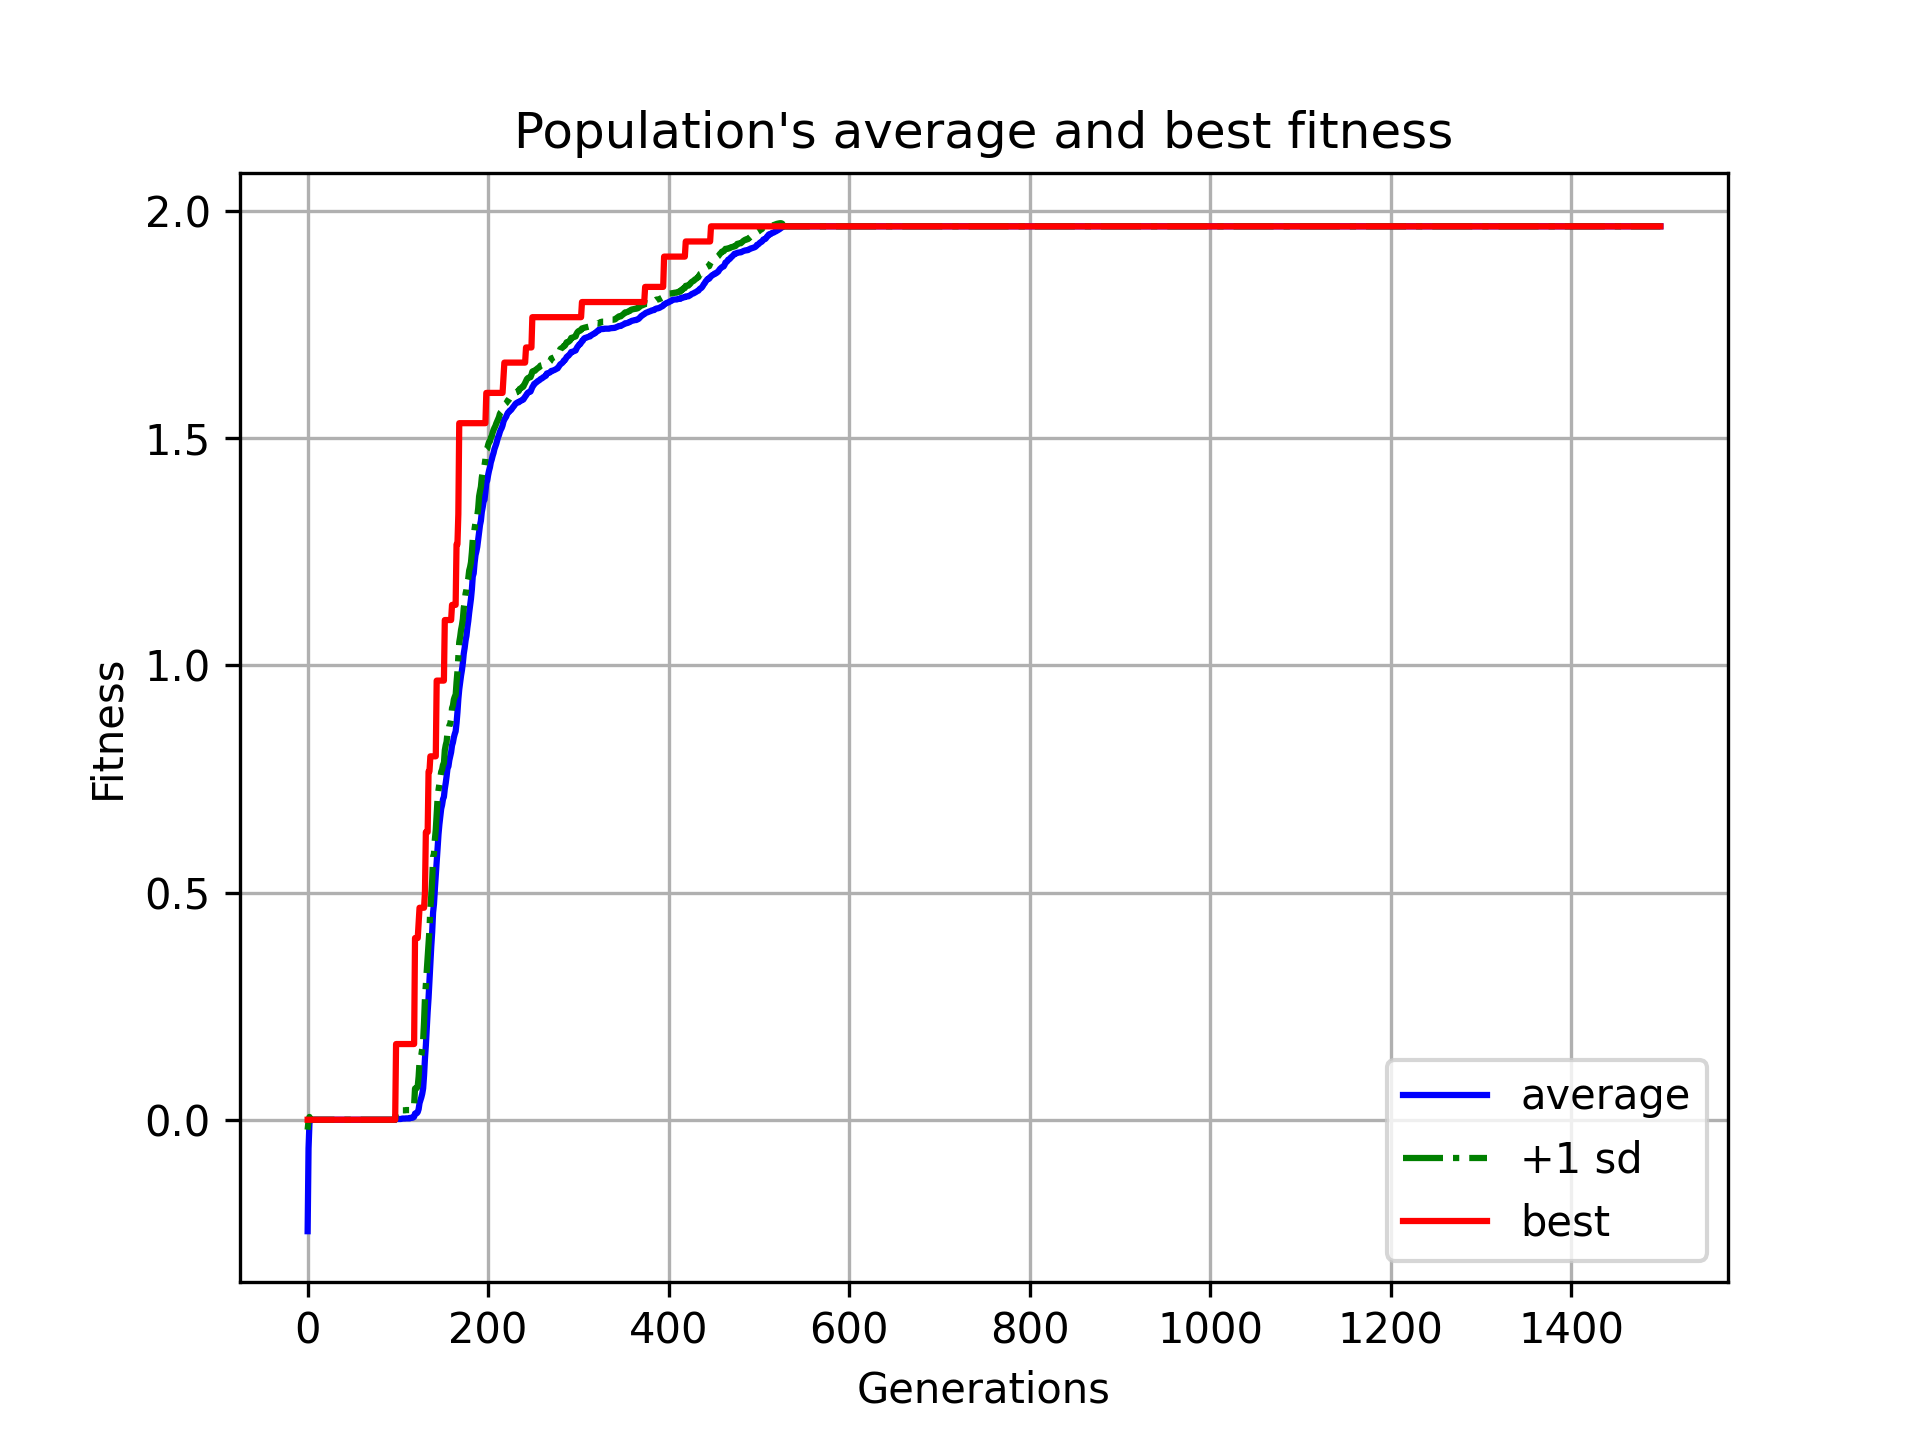 Population's average and best fitness
2.0
1.5
1.0
0.5
0.0
Fitness
0 200 400 600 800 1000 1200 1400
Generations
average
+1 sd
best